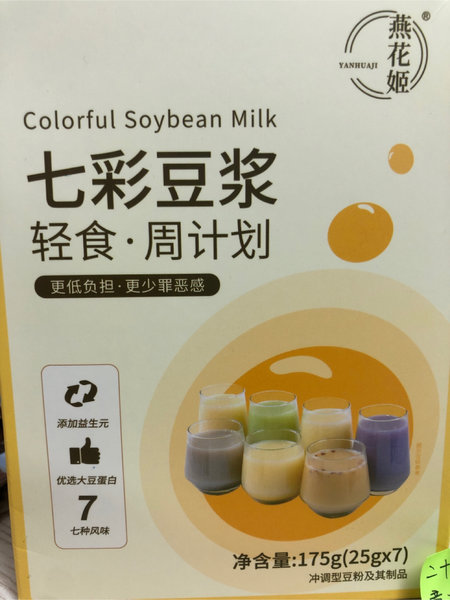 燕花姬®
YANHUAJI
Colorful Soybean Milk
七彩豆浆
轻食·周计划
更低负担·更少罪恶感
添加益生元
优选大豆蛋白
7
七种风味
净含量:175g(25gx7)
冲调型豆粉及其制品